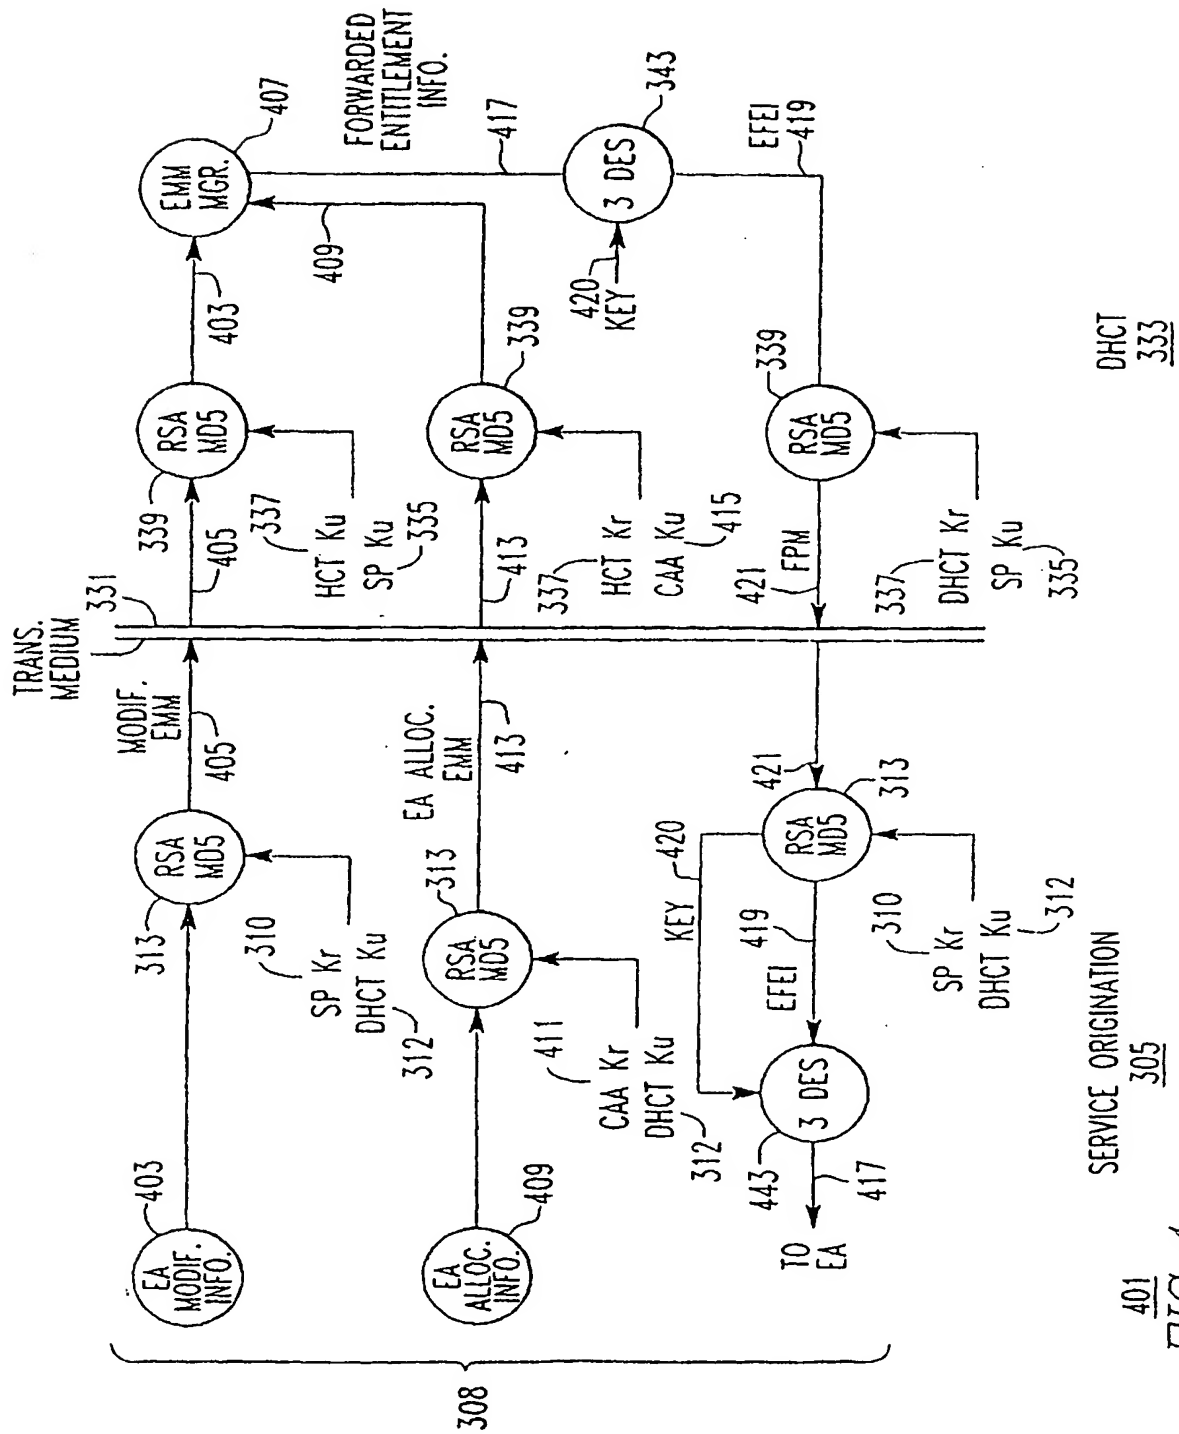 TRANS.
MEDIUM
331
EA
MODIF.
INFO.
403
RSA
MD5
313
MODIF.
EMM
405
405
RSA
MD5
339
403
EMM
MGR.
407
310
SP Kr
DHCT Ku
312
337
HCT Ku
SP Ku
335
409
FORWARDED
ENTITLEMENT
INFO.
417
EA
ALLOC.
INFO.
409
RSA
MD5
313
EA ALLOC.
EMM
413
413
RSA
MD5
339
411
CAA Kr
DHCT Ku
312
337
HCT Kr
CAA Ku
415
420
KEY
3 DES
343
EFEI
419
TO
EA
417
3 DES
443
KEY
420
EFEI
419
RSA
MD5
313
421
421
FPM
RSA
MD5
339
310
SP Kr
DHCT Ku
312
337
DHCT Kr
SP Ku
335
308
SERVICE ORIGINATION
305
DHCT
333
401